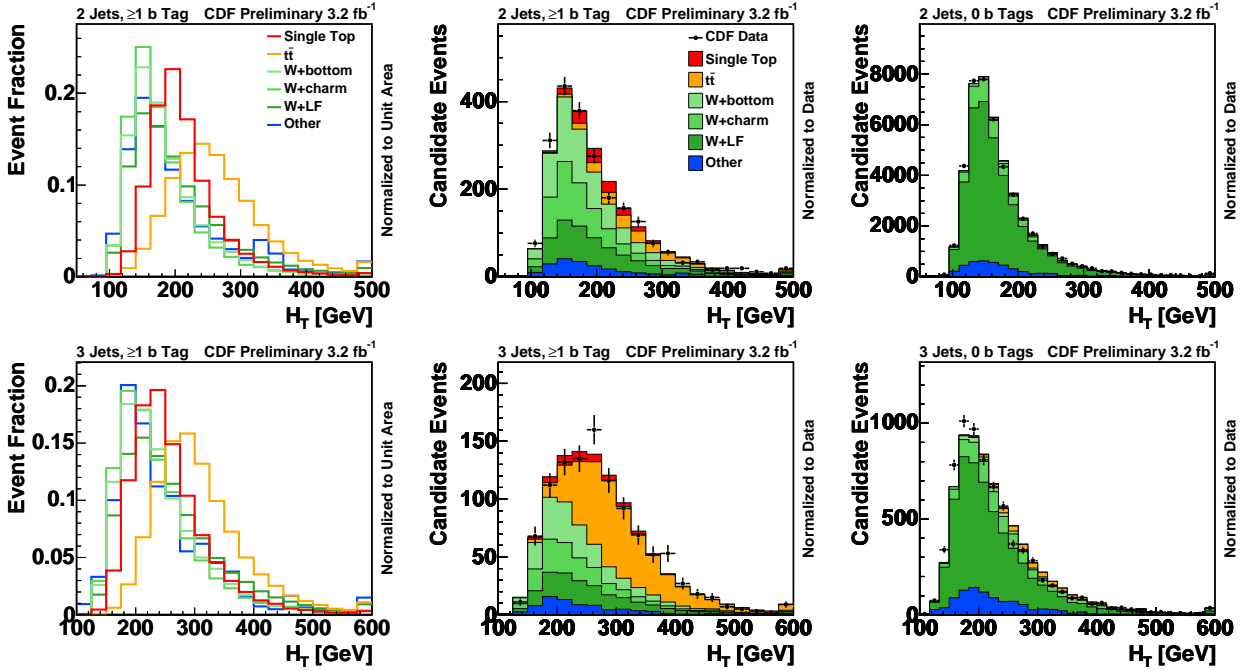 2 Jets, ≥1 b Tag CDF Preliminary 3.2 fb⁻¹
Event Fraction
0.2
0.1
0
Single Top
tt̄
W+bottom
W+charm
W+LF
Other
Normalized to Unit Area
100 200 300 400 500
H_T [GeV]
2 Jets, ≥1 b Tag CDF Preliminary 3.2 fb⁻¹
Candidate Events
400
200
0
CDF Data
Single Top
tt̄
W+bottom
W+charm
W+LF
Other
Normalized to Data
100 200 300 400 500
H_T [GeV]
2 Jets, 0 b Tags CDF Preliminary 3.2 fb⁻¹
Candidate Events
8000
6000
4000
2000
0
Normalized to Data
100 200 300 400 500
H_T [GeV]
3 Jets, ≥1 b Tag CDF Preliminary 3.2 fb⁻¹
Event Fraction
0.2
0.15
0.1
0.05
0
Normalized to Unit Area
100 200 300 400 500 600
H_T [GeV]
3 Jets, ≥1 b Tag CDF Preliminary 3.2 fb⁻¹
Candidate Events
200
150
100
50
0
Normalized to Data
100 200 300 400 500 600
H_T [GeV]
3 Jets, 0 b Tags CDF Preliminary 3.2 fb⁻¹
Candidate Events
1000
500
0
Normalized to Data
100 200 300 400 500 600
H_T [GeV]